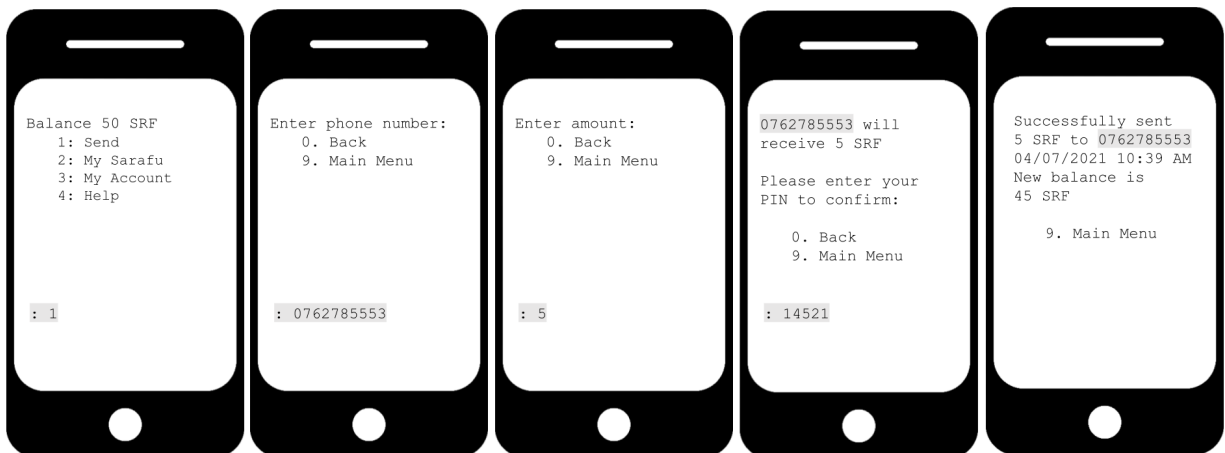 Balance 50 SRF
1: Send
2: My Sarafu
3: My Account
4: Help
: 1
Enter phone number:
0. Back
9. Main Menu
: 0762785553
Enter amount:
0. Back
9. Main Menu
: 5
0762785553 will
receive 5 SRF
Please enter your
PIN to confirm:
0. Back
9. Main Menu
: 14521
Successfully sent
5 SRF to 0762785553
04/07/2021 10:39 AM
New balance is
45 SRF
9. Main Menu